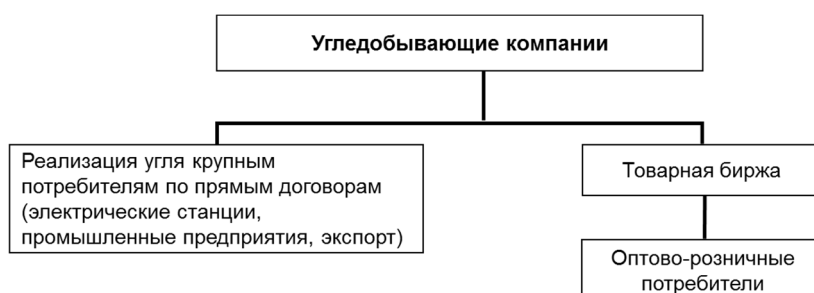 Угледобывающие компании
Реализация угля крупным
потребителям по прямым договорам
(электрические станции,
промышленные предприятия, экспорт)
Товарная биржа
Оптово-розничные
потребители